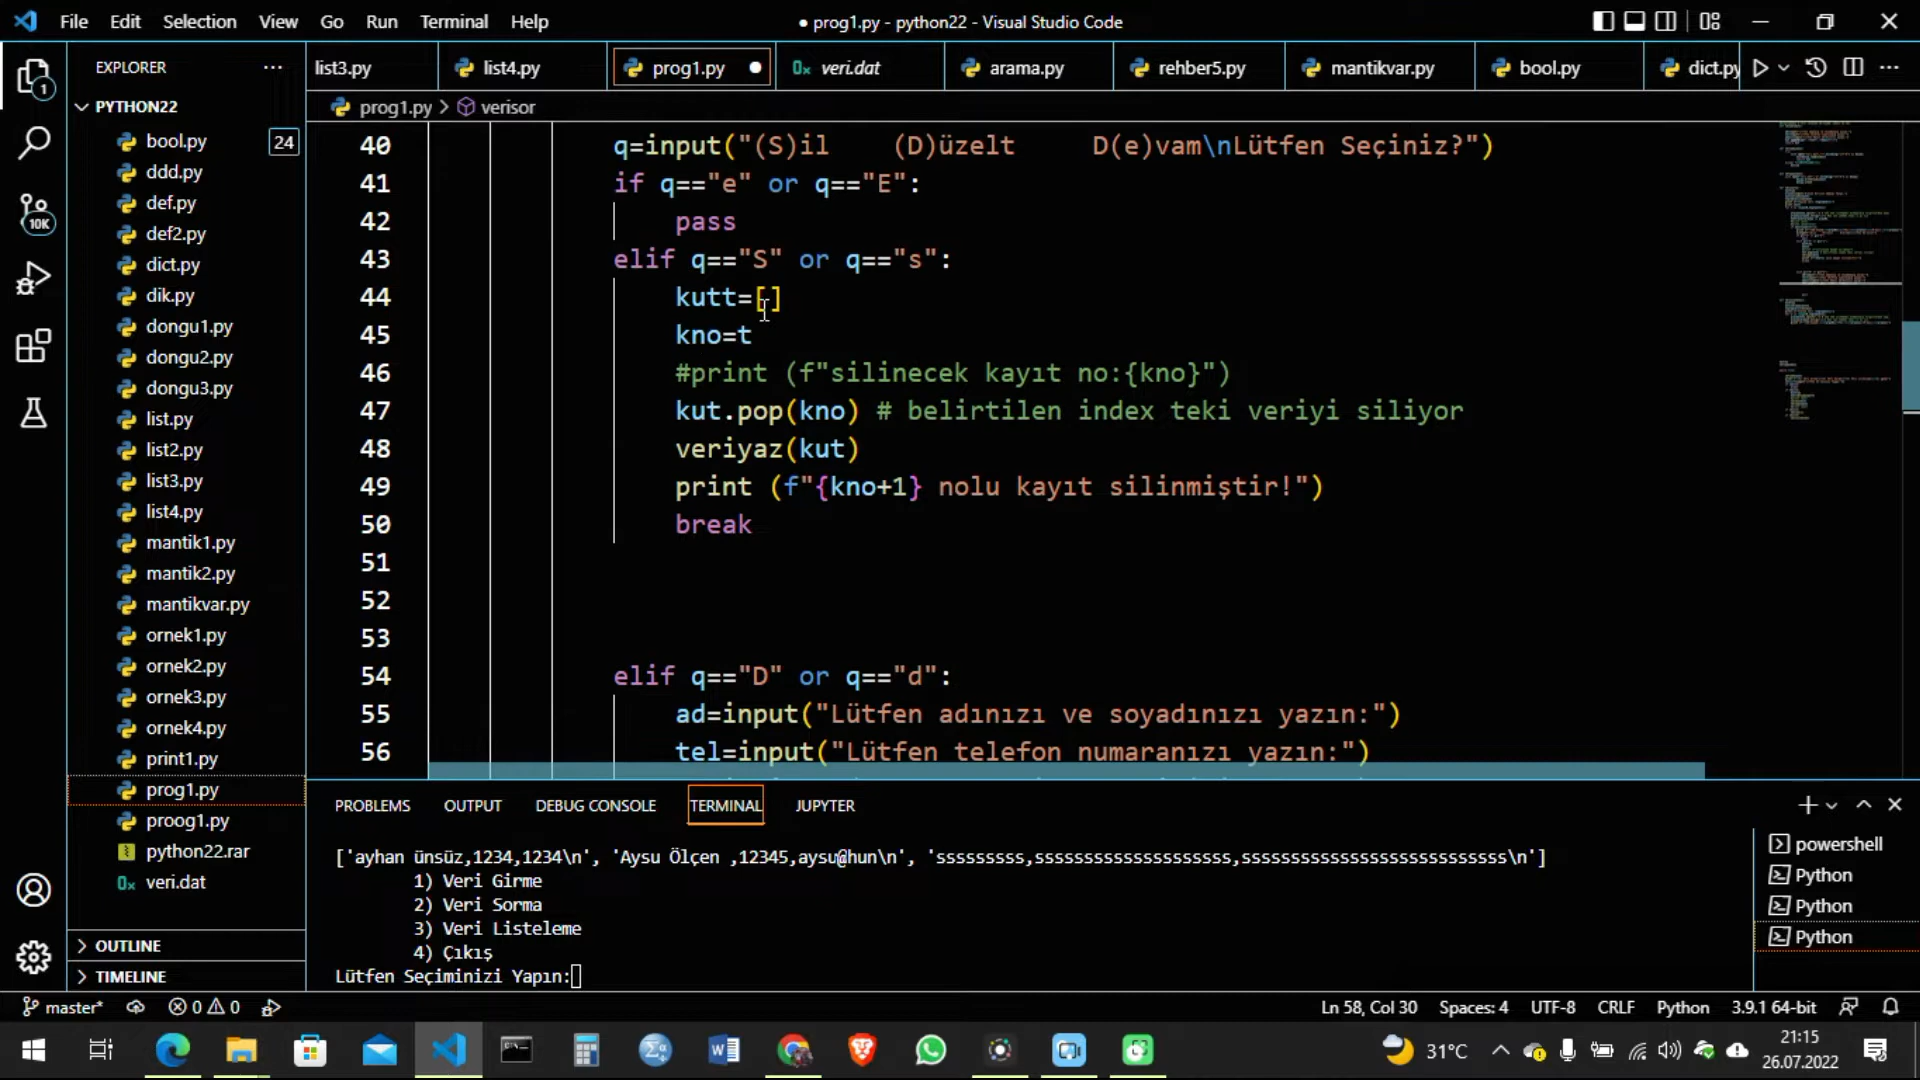 File Edit Selection View Go Run Terminal Help
● prog1.py - python22 - Visual Studio Code
EXPLORER
list3.py list4.py prog1.py veri.dat arama.py rehber5.py mantikvar.py bool.py dict.py
prog1.py > verisor
1
10K
PYTHON22
bool.py 24
ddd.py
def.py
def2.py
dict.py
dik.py
dongu1.py
dongu2.py
dongu3.py
list.py
list2.py
list3.py
list4.py
mantik1.py
mantik2.py
mantikvar.py
ornek1.py
ornek2.py
ornek3.py
ornek4.py
print1.py
prog1.py
proog1.py
python22.rar
veri.dat
OUTLINE
TIMELINE
40 q=input("(S)il    (D)üzelt     D(e)vam\nLütfen Seçiniz?")
41 if q=="e" or q=="E":
42     pass
43 elif q=="S" or q=="s":
44     kutt=[]
45     kno=t
46     #print (f"silinecek kayıt no:{kno}")
47     kut.pop(kno) # belirtilen index teki veriyi siliyor
48     veriyaz(kut)
49     print (f"{kno+1} nolu kayıt silinmiştir!")
50     break
51
52
53
54 elif q=="D" or q=="d":
55     ad=input("Lütfen adınızı ve soyadınızı yazın:")
56     tel=input("Lütfen telefon numaranızı yazın:")
PROBLEMS OUTPUT DEBUG CONSOLE TERMINAL JUPYTER
['ayhan ünsüz,1234,1234\n', 'Aysu Ölçen ,12345,aysu@hun\n', 'sssssssss,ssssssssssssssssssss,sssssssssssssssssssssssssss\n']
1) Veri Girme
2) Veri Sorma
3) Veri Listeleme
4) Çıkış
Lütfen Seçiminizi Yapın:
powershell
Python
Python
Python
master* 0 0 Ln 58, Col 30 Spaces: 4 UTF-8 CRLF Python 3.9.1 64-bit
31°C
21:15
26.07.2022